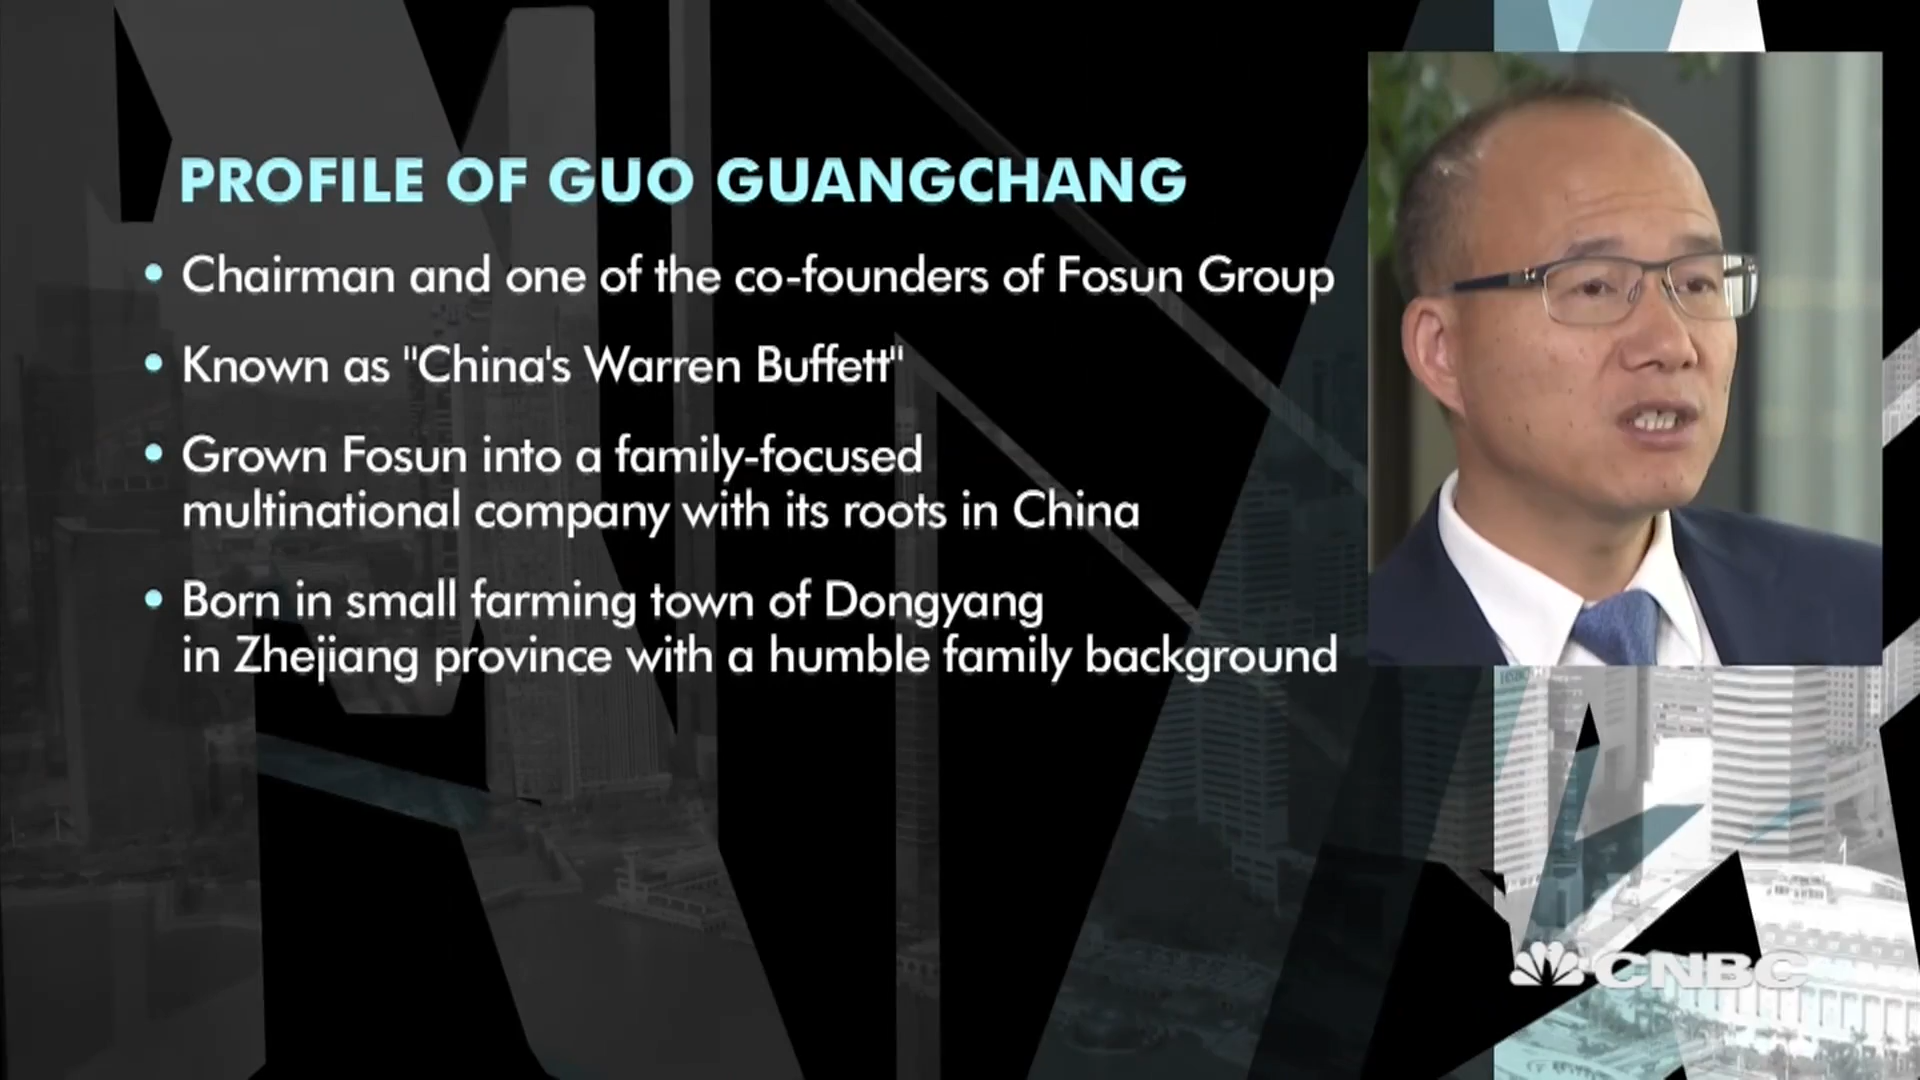 PROFILE OF GUO GUANGCHANG
• Chairman and one of the co-founders of Fosun Group
• Known as "China's Warren Buffett"
• Grown Fosun into a family-focused
multinational company with its roots in China
• Born in small farming town of Dongyang
in Zhejiang province with a humble family background
CNBC